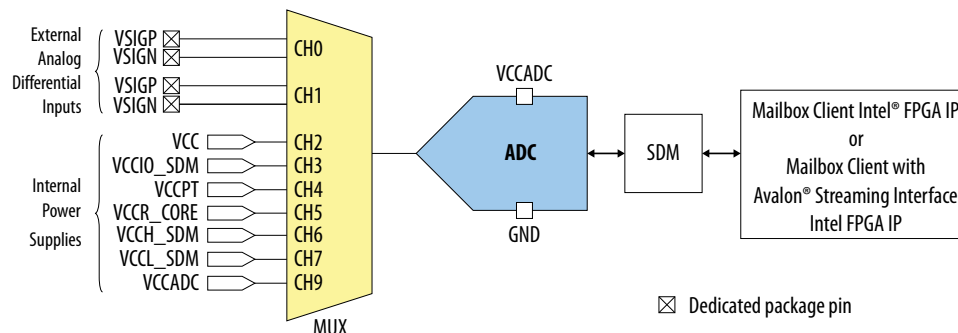 External
Analog
Differential
Inputs
VSIGP
VSIGN
VSIGP
VSIGN
CH0
CH1
Internal
Power
Supplies
VCC
VCCIO_SDM
VCCPT
VCCR_CORE
VCCH_SDM
VCCL_SDM
VCCADC
CH2
CH3
CH4
CH5
CH6
CH7
CH9
MUX
VCCADC
ADC
GND
SDM
Mailbox Client Intel® FPGA IP
or
Mailbox Client with
Avalon® Streaming Interface
Intel FPGA IP
Dedicated package pin